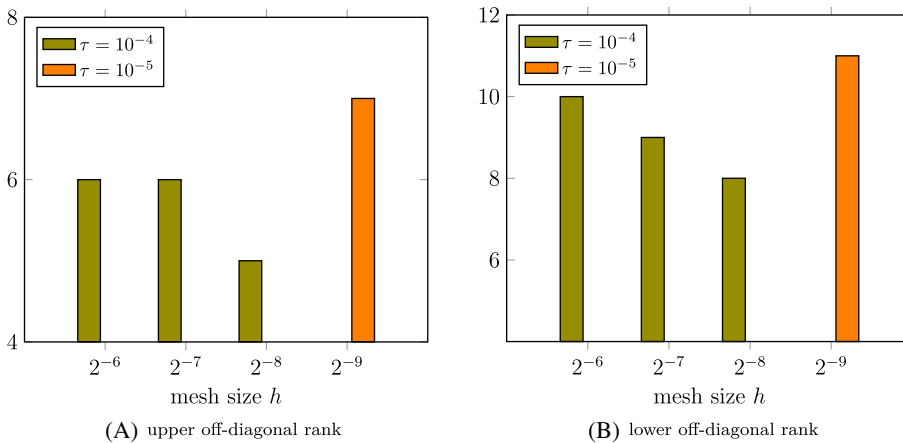 8
6
4
τ = 10⁻⁴
τ = 10⁻⁵
2⁻⁶ 2⁻⁷ 2⁻⁸ 2⁻⁹
mesh size h
(A) upper off-diagonal rank
12
10
8
6
τ = 10⁻⁴
τ = 10⁻⁵
2⁻⁶ 2⁻⁷ 2⁻⁸ 2⁻⁹
mesh size h
(B) lower off-diagonal rank